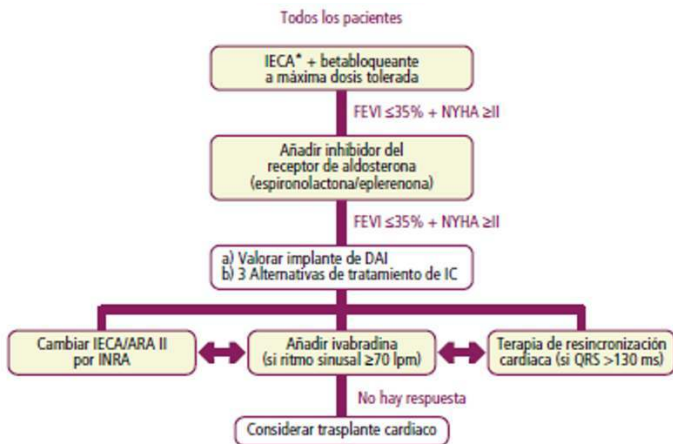 Todos los pacientes
IECA* + betabloqueante
a máxima dosis tolerada
FEVI ≤35% + NYHA ≥II
Añadir inhibidor del
receptor de aldosterona
(espironolactona/eplerenona)
FEVI ≤35% + NYHA ≥II
a) Valorar implante de DAI
b) 3 Alternativas de tratamiento de IC
Cambiar IECA/ARA II
por INRA
Añadir ivabradina
(si ritmo sinusal ≥70 lpm)
Terapia de resincronización
cardiaca (si QRS >130 ms)
No hay respuesta
Considerar trasplante cardiaco